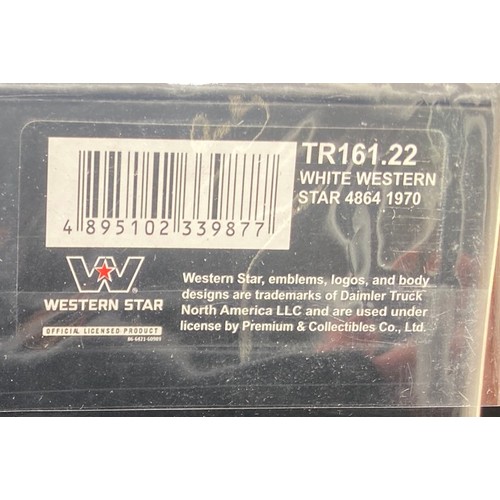 TR161.22
WHITE WESTERN
STAR 4864 1970
4 895102 339877
WESTERN STAR
OFFICIAL LICENSED PRODUCT
Western Star, emblems, logos, and body
designs are trademarks of Daimler Truck
North America LLC and are used under
license by Premium & Collectibles Co., Ltd.